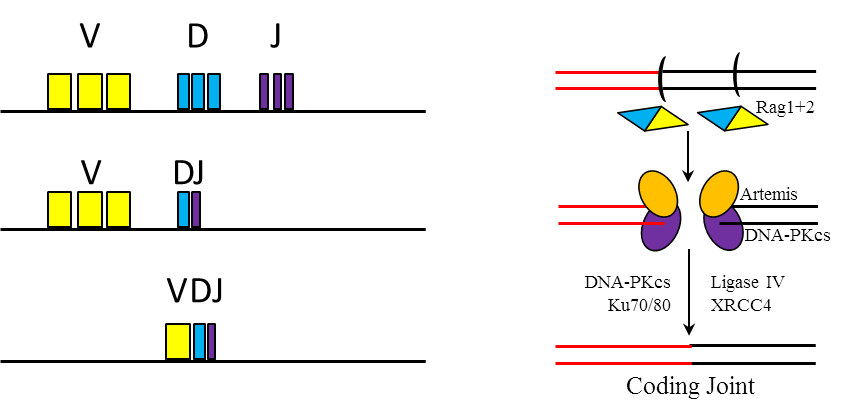 V D J
V DJ
VDJ
Rag1+2
Artemis
DNA-PKcs
DNA-PKcs Ligase IV
Ku70/80 XRCC4
Coding Joint